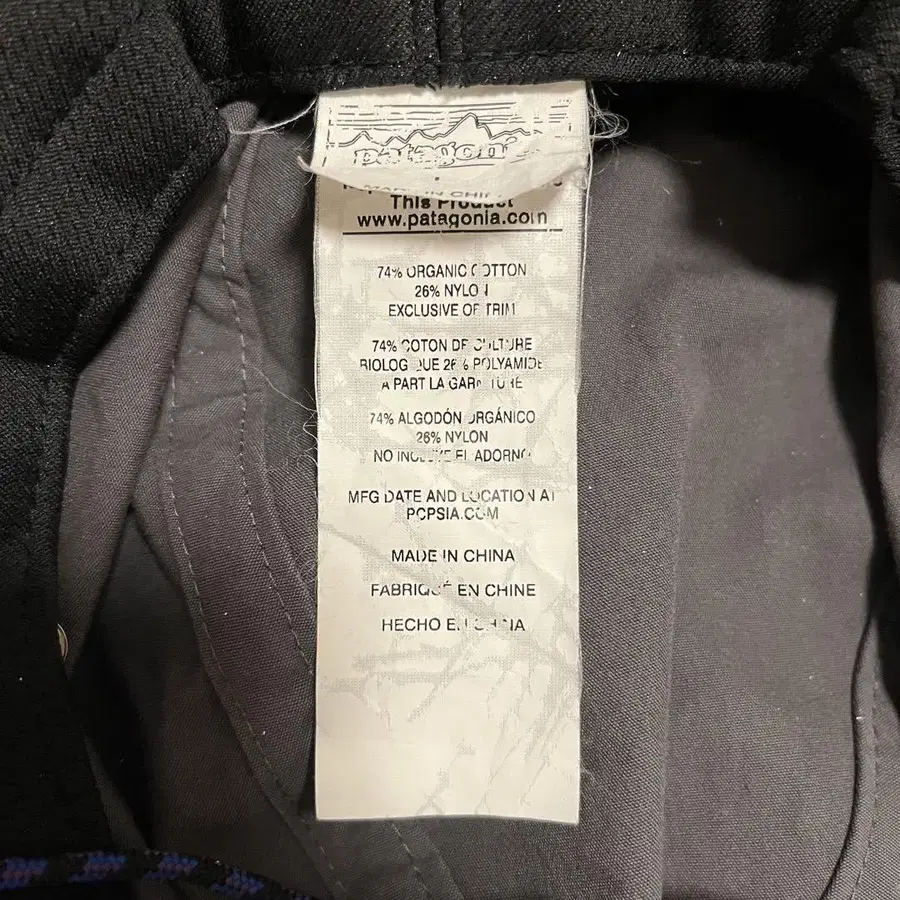 patagoni
This Product
www.patagonia.com
74% ORGANIC COTTON
26% NYLON
EXCLUSIVE OF TRIM
74% COTON DE CULTURE
BIOLOGIQUE 26% POLYAMIDE
A PART LA GARNITURE
74% ALGODÓN ORGÁNICO
26% NYLON
NO INCLUYE EL ADORNO
MFG DATE AND LOCATION AT
PCPSIA.COM
MADE IN CHINA
FABRIQUÉ EN CHINE
HECHO EN CHINA